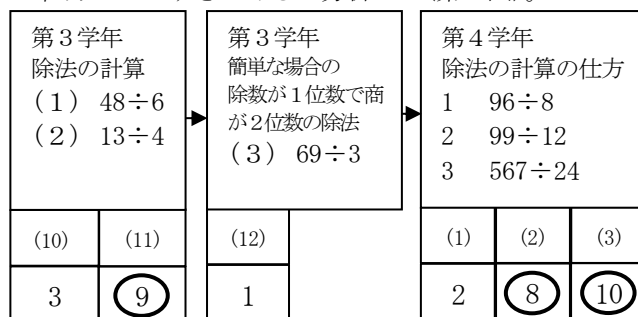 第３学年
除法の計算
（１）48÷6
（２）13÷4
第３学年
簡単な場合の
除数が１位数で商
が２位数の除法
（３）69÷3
第４学年
除法の計算の仕方
1 96÷8
2 99÷12
3 567÷24
(10) (11)
3 9
(12)
1
(1) (2) (3)
2 8 10